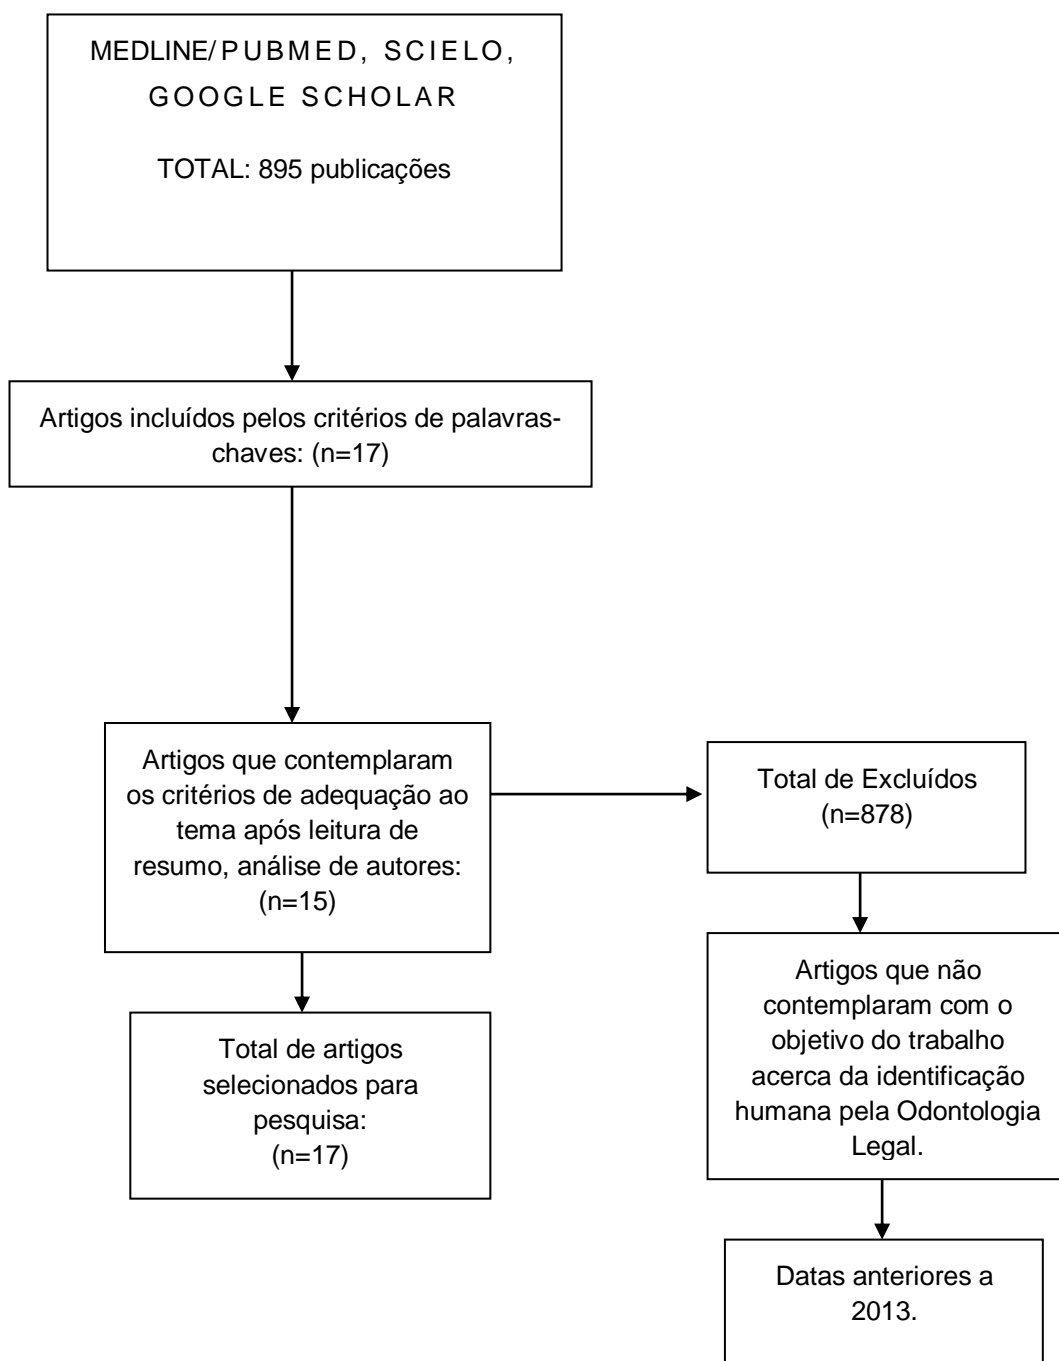 MEDLINE/PUBMED, SCIELO,
GOOGLE SCHOLAR
TOTAL: 895 publicações
Artigos incluídos pelos critérios de palavras-
chaves: (n=17)
Artigos que contemplaram
os critérios de adequação ao
tema após leitura de
resumo, análise de autores:
(n=15)
Total de Excluídos
(n=878)
Artigos que não
contemplaram com o
objetivo do trabalho
acerca da identificação
humana pela Odontologia
Legal.
Total de artigos
selecionados para
pesquisa:
(n=17)
Datas anteriores a
2013.